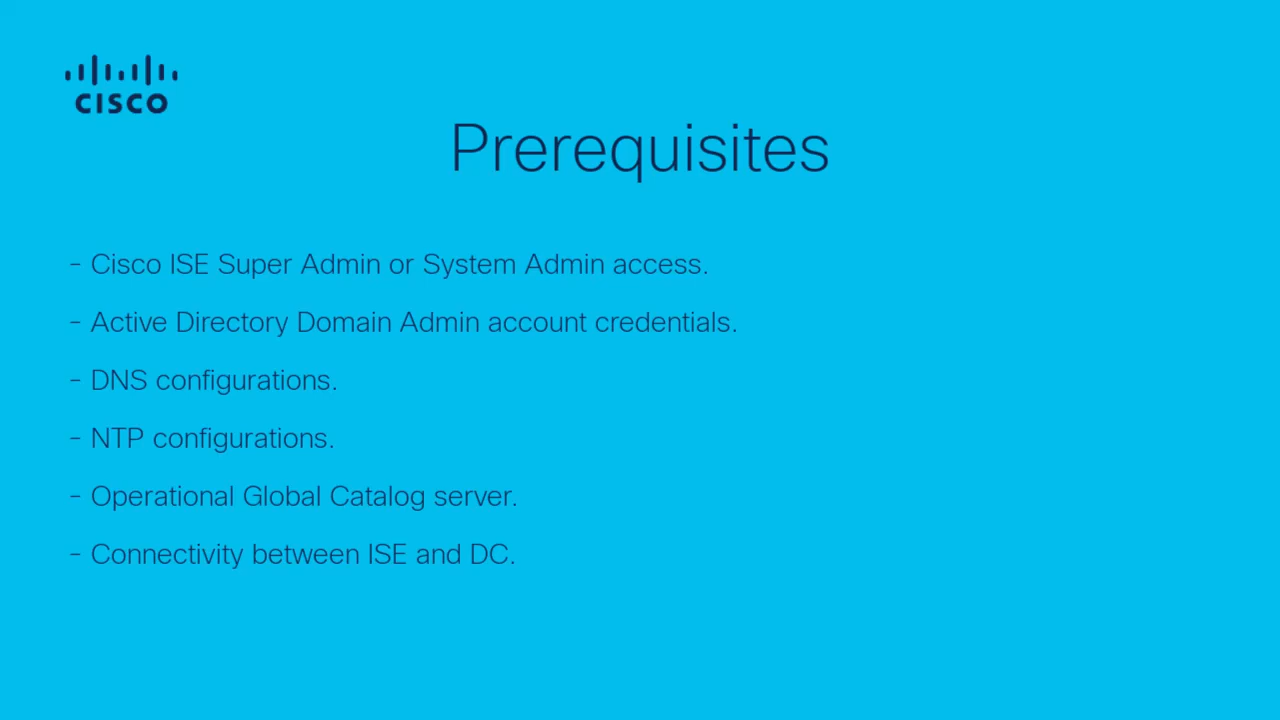 CISCO
Prerequisites
- Cisco ISE Super Admin or System Admin access.
- Active Directory Domain Admin account credentials.
- DNS configurations.
- NTP configurations.
- Operational Global Catalog server.
- Connectivity between ISE and DC.